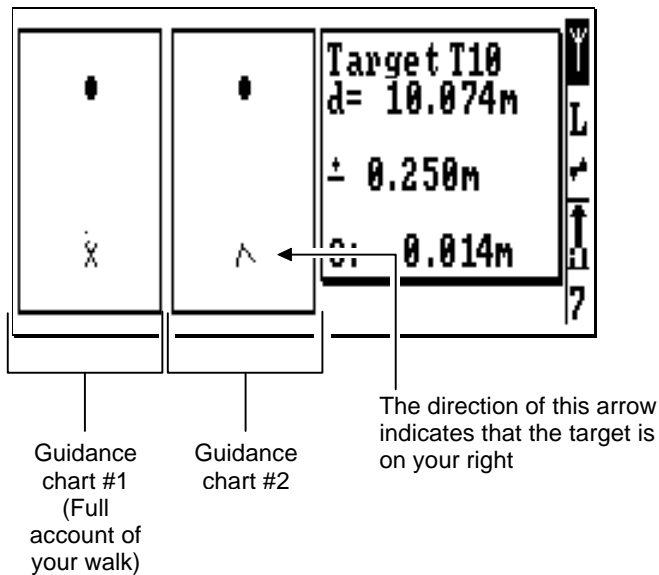 Target T10
d= 10.074m
± 0.250m
c: 0.014m
L
7
The direction of this arrow
indicates that the target is
on your right
Guidance
chart #1
(Full
account of
your walk)
Guidance
chart #2